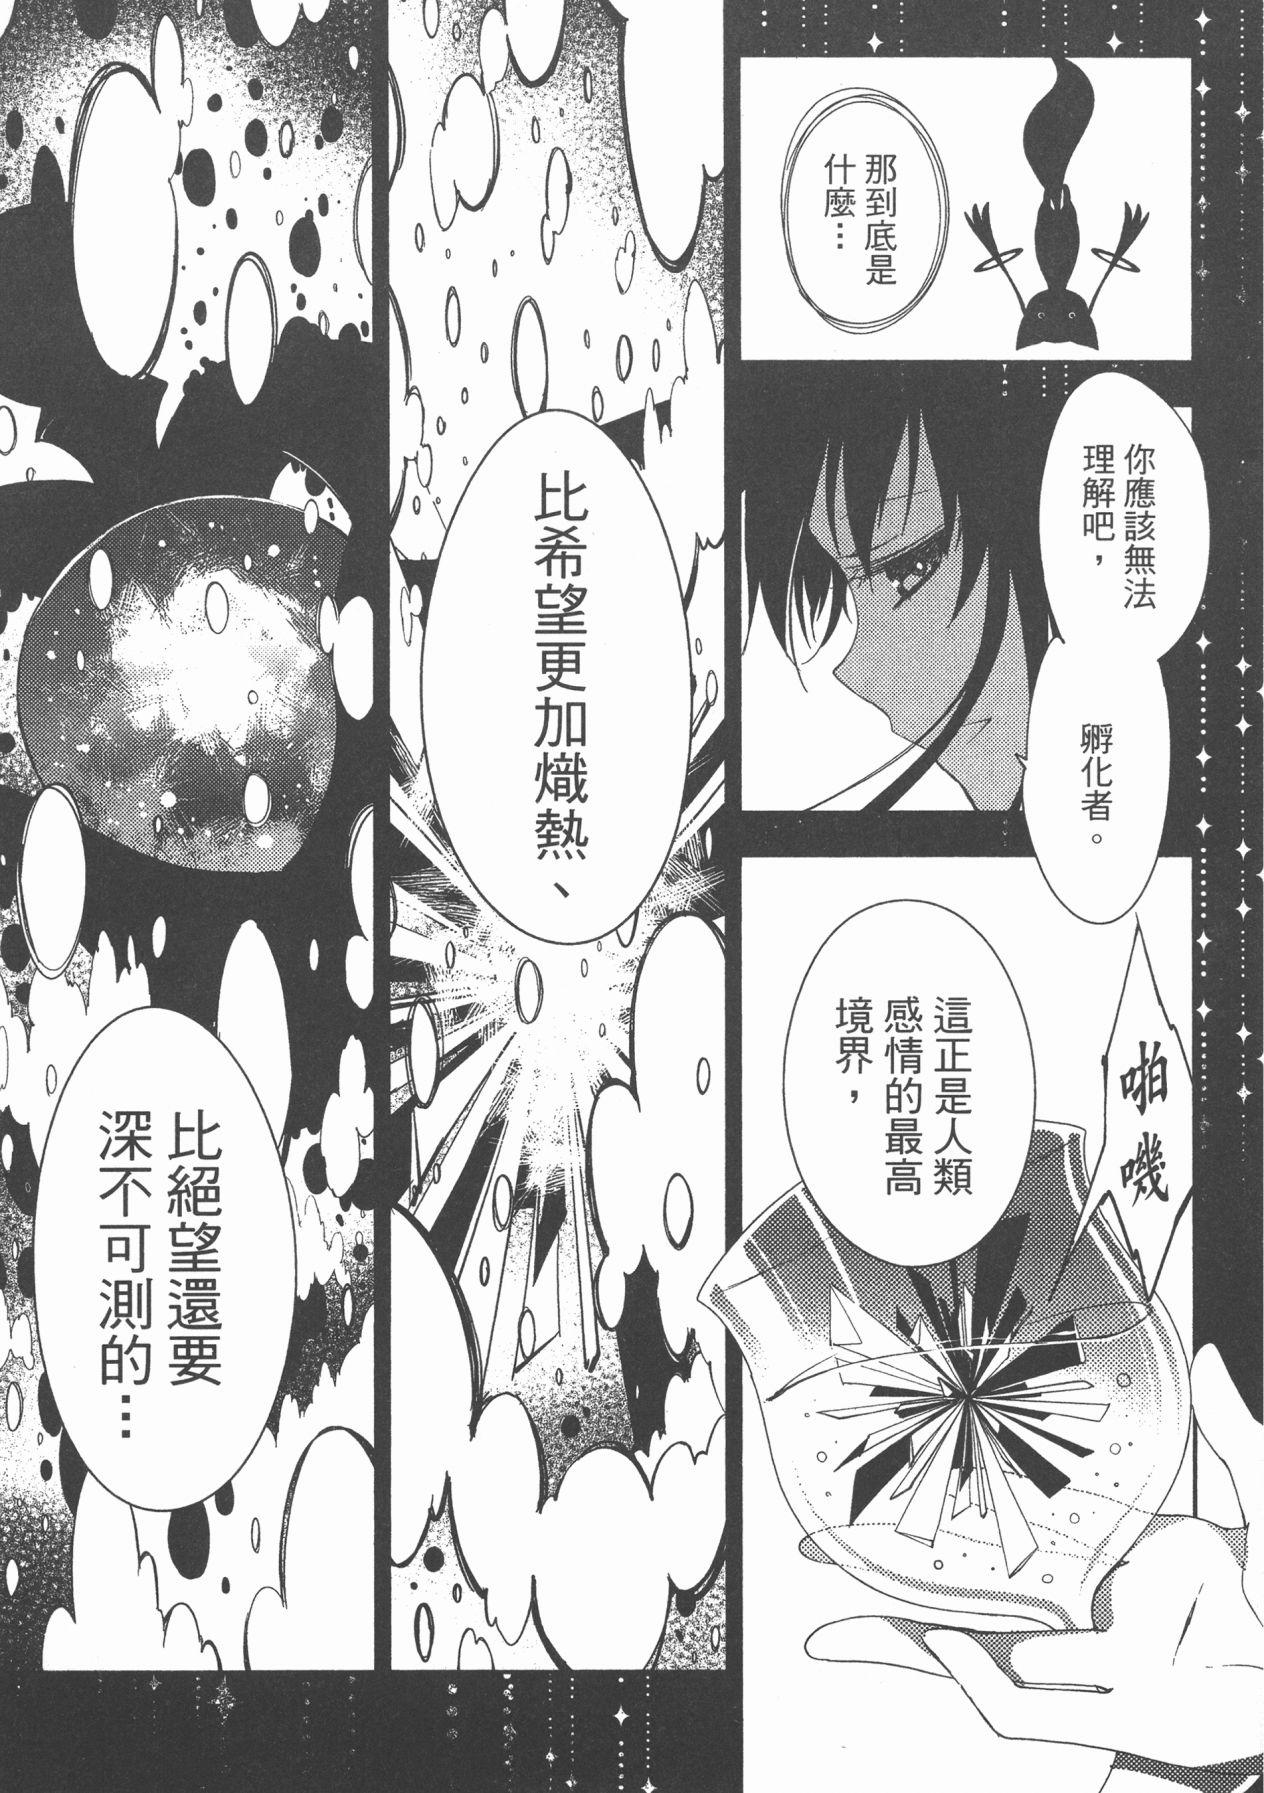 那到底是
什麼…
你應該無法
理解吧，
孵化者。
啪嘰
這正是人類
感情的最高
境界，
比希望更加熾熱、
比絕望還要
深不可測的…